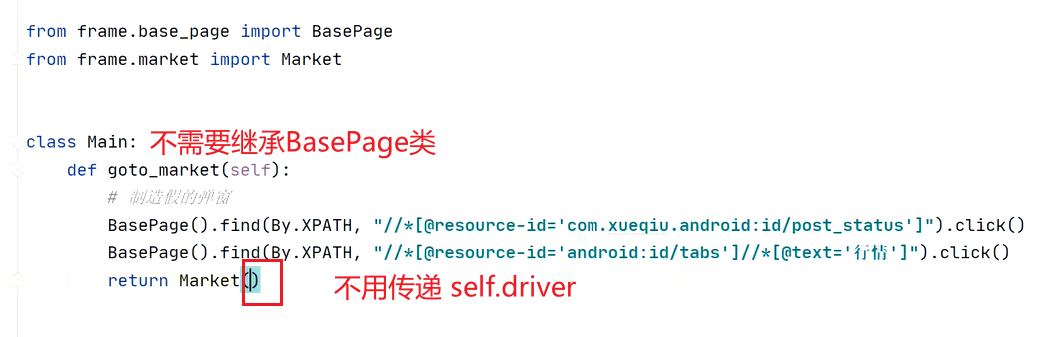 from frame.base_page import BasePage
from frame.market import Market
class Main: 不需要继承BasePage类
def goto_market(self):
# 制造假的弹窗
BasePage().find(By.XPATH, "//*[@resource-id='com.xueqiu.android:id/post_status']").click()
BasePage().find(By.XPATH, "//*[@resource-id='android:id/tabs']//*[@text='行情']").click()
return Market() 不用传递 self.driver